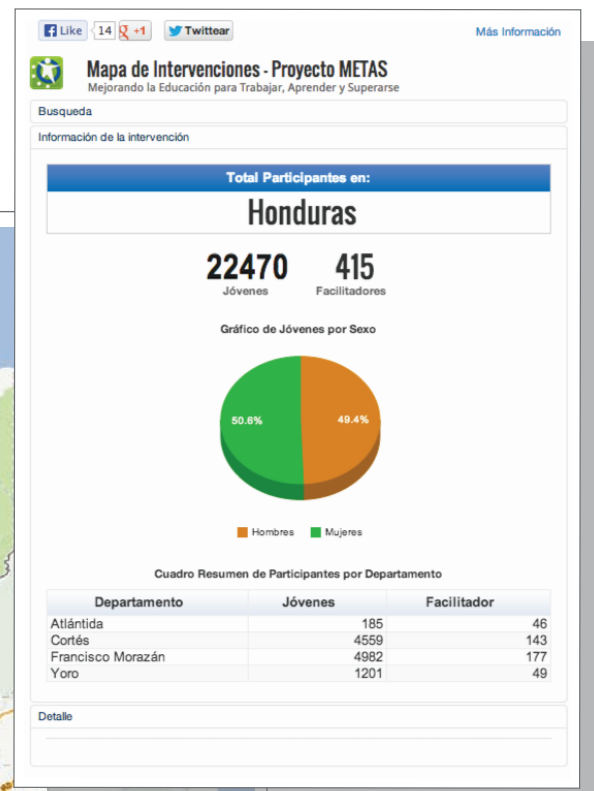 Like 14 +1 Twittear Más Información
Mapa de Intervenciones - Proyecto METAS
Mejorando la Educación para Trabajar, Aprender y Superarse
Busqueda
Información de la intervención
Total Participantes en:
Honduras
22470 415
Jóvenes Facilitadores
Gráfico de Jóvenes por Sexo
50.6% 49.4%
Hombres Mujeres
Cuadro Resumen de Participantes por Departamento
Departamento Jóvenes Facilitador
Atlántida 185 46
Cortés 4559 143
Francisco Morazán 4982 177
Yoro 1201 49
Detalle